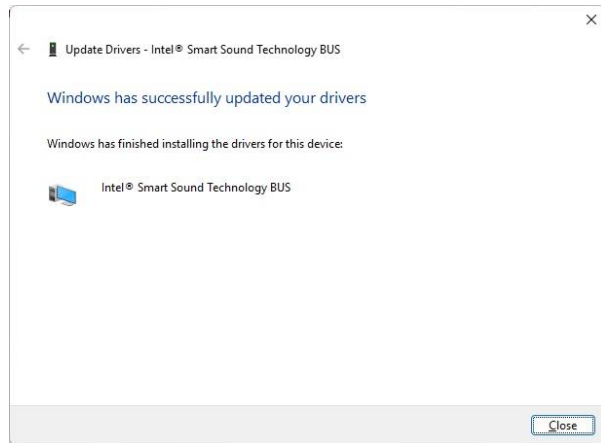 Update Drivers - Intel® Smart Sound Technology BUS
Windows has successfully updated your drivers
Windows has finished installing the drivers for this device:
Intel® Smart Sound Technology BUS
Close